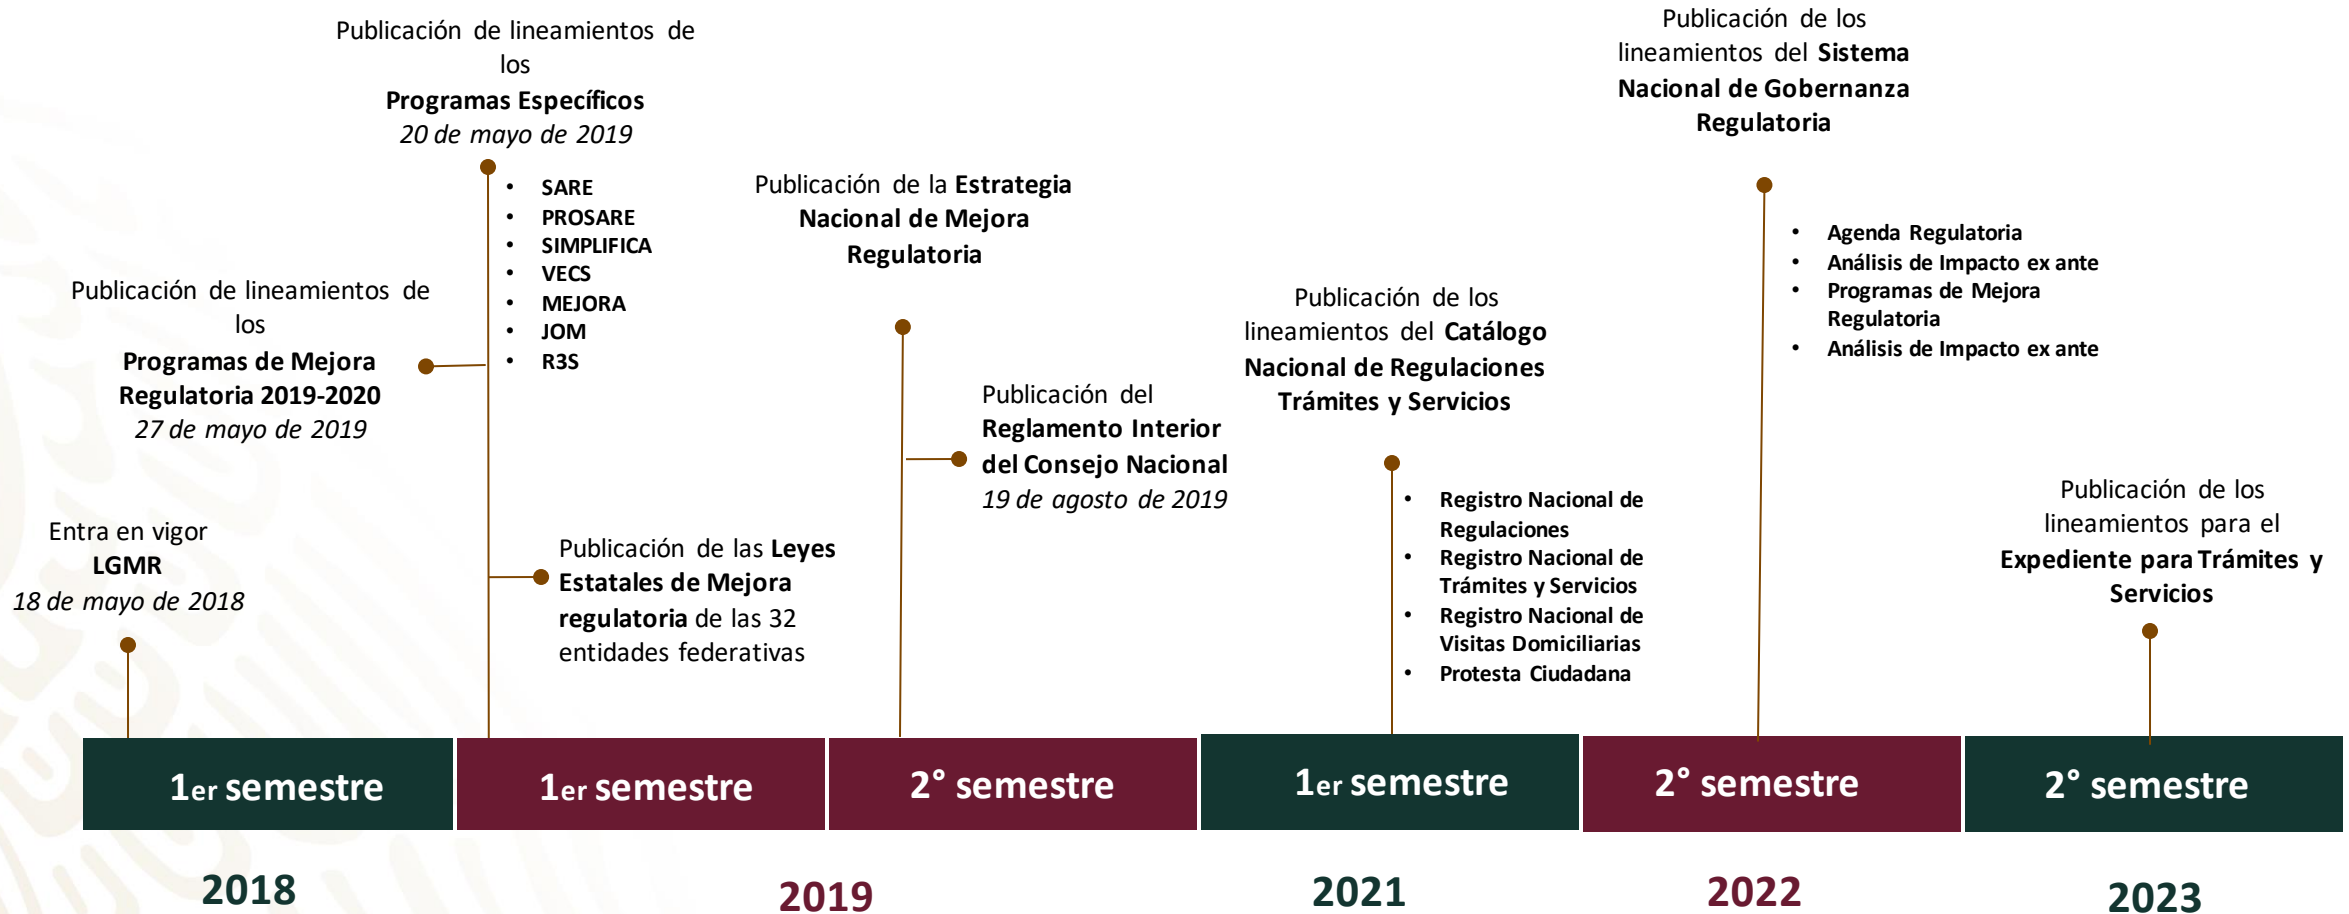 Publicación de lineamientos de
los
Programas Específicos
20 de mayo de 2019
• SARE
• PROSARE
• SIMPLIFICA
• VECS
• MEJORA
• JOM
• R3S
Publicación de lineamientos de
los
Programas de Mejora
Regulatoria 2019-2020
27 de mayo de 2019
Entra en vigor
LGMR
18 de mayo de 2018
Publicación de las Leyes
Estatales de Mejora
regulatoria de las 32
entidades federativas
Publicación de la Estrategia
Nacional de Mejora
Regulatoria
Publicación del
Reglamento Interior
del Consejo Nacional
19 de agosto de 2019
Publicación de los
lineamientos del Catálogo
Nacional de Regulaciones
Trámites y Servicios
• Registro Nacional de
Regulaciones
• Registro Nacional de
Trámites y Servicios
• Registro Nacional de
Visitas Domiciliarias
• Protesta Ciudadana
Publicación de los
lineamientos del Sistema
Nacional de Gobernanza
Regulatoria
• Agenda Regulatoria
• Análisis de Impacto ex ante
• Programas de Mejora
Regulatoria
• Análisis de Impacto ex ante
Publicación de los
lineamientos para el
Expediente para Trámites y
Servicios
1er semestre
1er semestre
2° semestre
1er semestre
2° semestre
2° semestre
2018
2019
2021
2022
2023